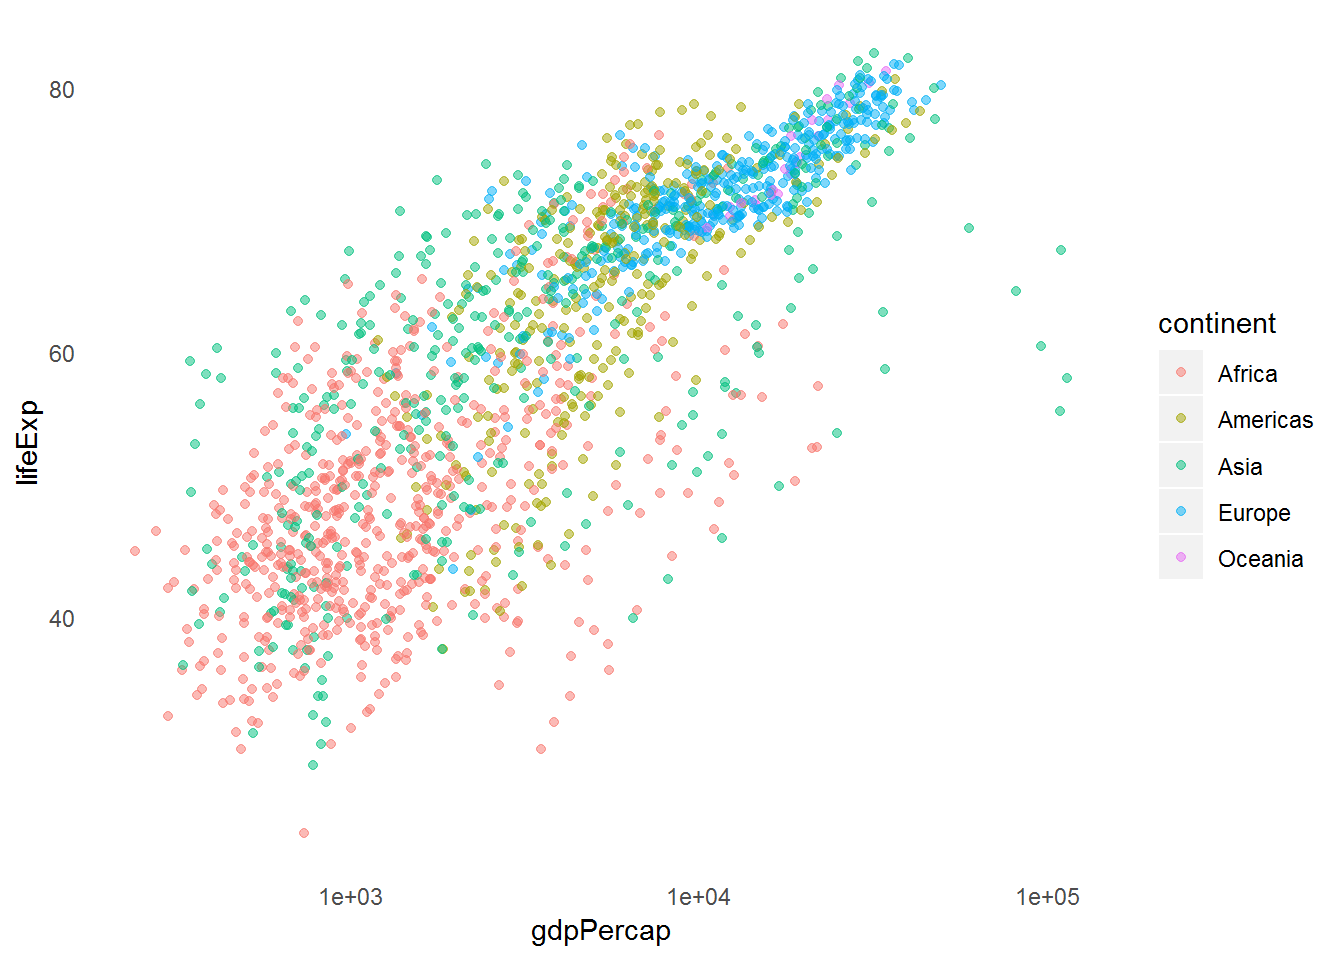 80
60
40
lifeExp
1e+03
1e+04
1e+05
gdpPercap
continent
Africa
Americas
Asia
Europe
Oceania